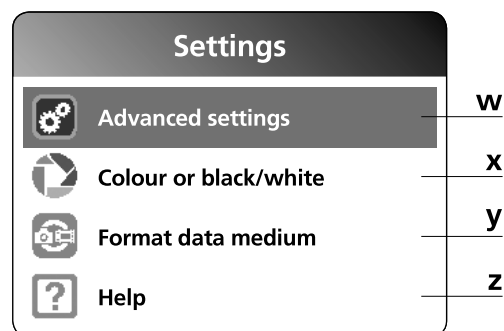 Settings
Advanced settings w
Colour or black/white x
Format data medium y
? Help z